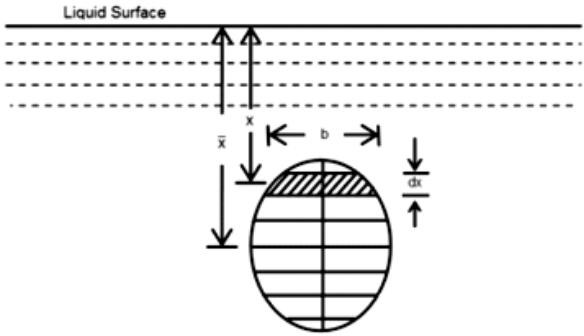 Liquid Surface
x
x̄
b
dx